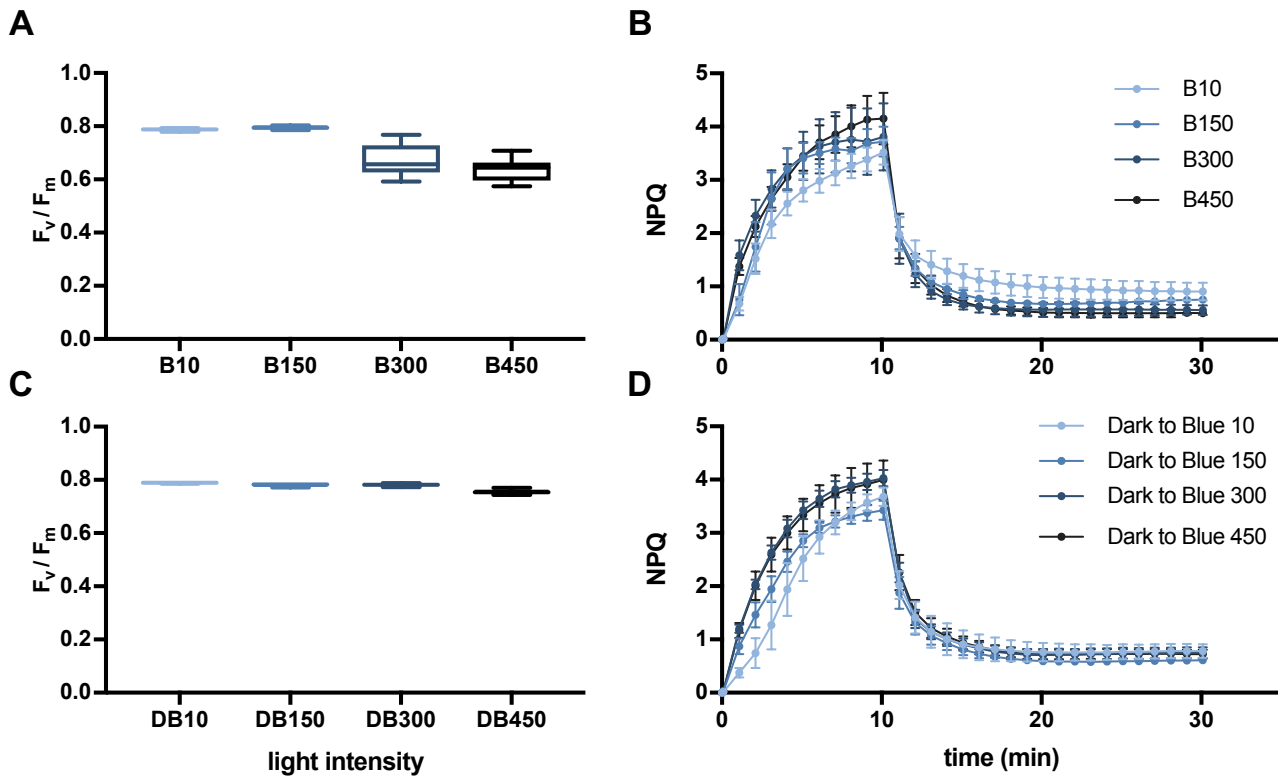 A
1.0
0.8
0.6
0.4
0.2
0.0
Fv / Fm
B10 B150 B300 B450
B
5
4
3
2
1
0
NPQ
0 10 20 30
B10
B150
B300
B450
C
1.0
0.8
0.6
0.4
0.2
0.0
Fv / Fm
DB10 DB150 DB300 DB450
light intensity
D
5
4
3
2
1
0
NPQ
0 10 20 30
time (min)
Dark to Blue 10
Dark to Blue 150
Dark to Blue 300
Dark to Blue 450